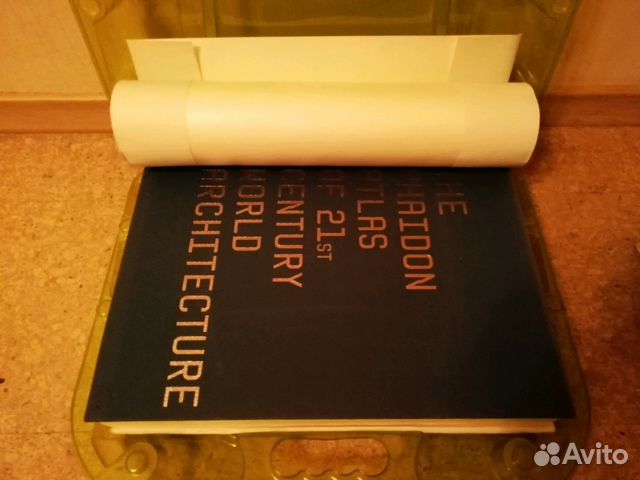 THE
PHAIDON
ATLAS
OF 21ST
CENTURY
WORLD
ARCHITECTURE
Avito